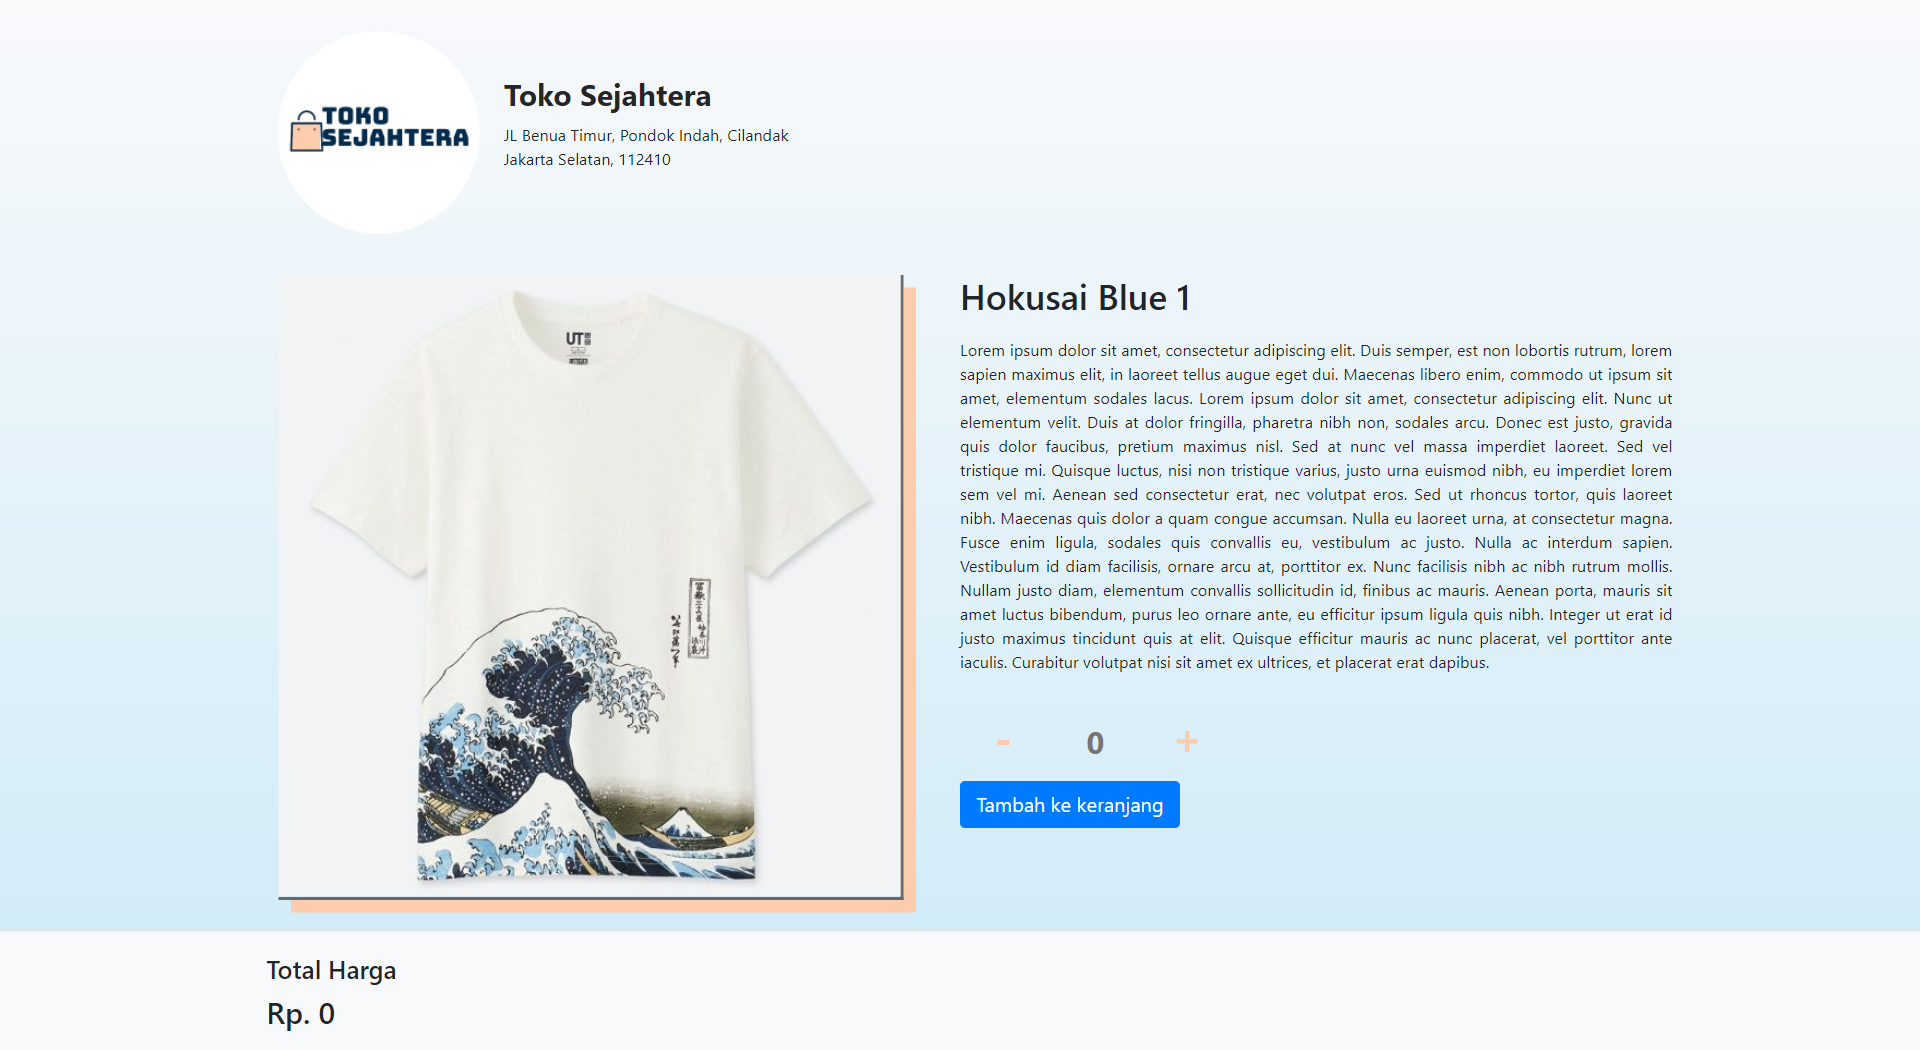 TOKO
SEJAHTERA
Toko Sejahtera
JL Benua Timur, Pondok Indah, Cilandak
Jakarta Selatan, 112410
UT
Hokusai Blue 1
Lorem ipsum dolor sit amet, consectetur adipiscing elit. Duis semper, est non lobortis rutrum, lorem
sapien maximus elit, in laoreet tellus augue eget dui. Maecenas libero enim, commodo ut ipsum sit
amet, elementum sodales lacus. Lorem ipsum dolor sit amet, consectetur adipiscing elit. Nunc ut
elementum velit. Duis at dolor fringilla, pharetra nibh non, sodales arcu. Donec est justo, gravida
quis dolor faucibus, pretium maximus nisl. Sed at nunc vel massa imperdiet laoreet. Sed vel
tristique mi. Quisque luctus, nisi non tristique varius, justo urna euismod nibh, eu imperdiet lorem
sem vel mi. Aenean sed consectetur erat, nec volutpat eros. Sed ut rhoncus tortor, quis laoreet
nibh. Maecenas quis dolor a quam congue accumsan. Nulla eu laoreet urna, at consectetur magna.
Fusce enim ligula, sodales quis convallis eu, vestibulum ac justo. Nulla ac interdum sapien.
Vestibulum id diam facilisis, ornare arcu at, porttitor ex. Nunc facilisis nibh ac nibh rutrum mollis.
Nullam justo diam, elementum convallis sollicitudin id, finibus ac mauris. Aenean porta, mauris sit
amet luctus bibendum, purus leo ornare ante, eu efficitur ipsum ligula quis nibh. Integer ut erat id
justo maximus tincidunt quis at elit. Quisque efficitur mauris ac nunc placerat, vel porttitor ante
iaculis. Curabitur volutpat nisi sit amet ex ultrices, et placerat erat dapibus.
- 0 +
Tambah ke keranjang
Total Harga
Rp. 0